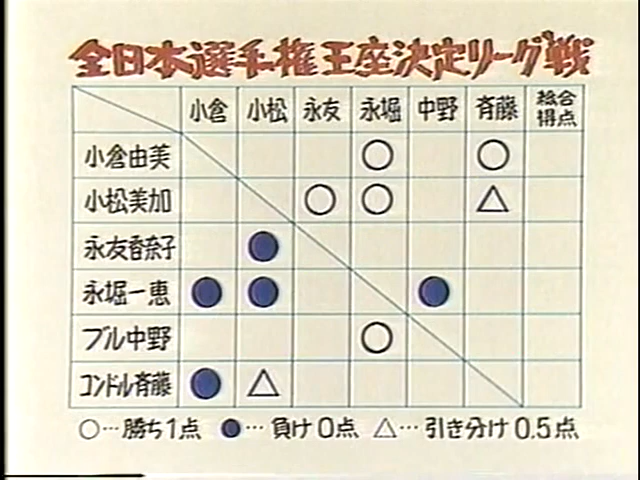 全日本選手権王座決定リーグ戦
小倉 小松 永友 永堀 中野 斉藤 総合得点
小倉由美 ○ ○
小松美加 ○ ○ △
永友香奈子 ●
永堀一恵 ● ● ●
ブル中野 ○
コンドル斉藤 ● △
○…勝ち1点 ●…負け0点 △…引き分け0.5点